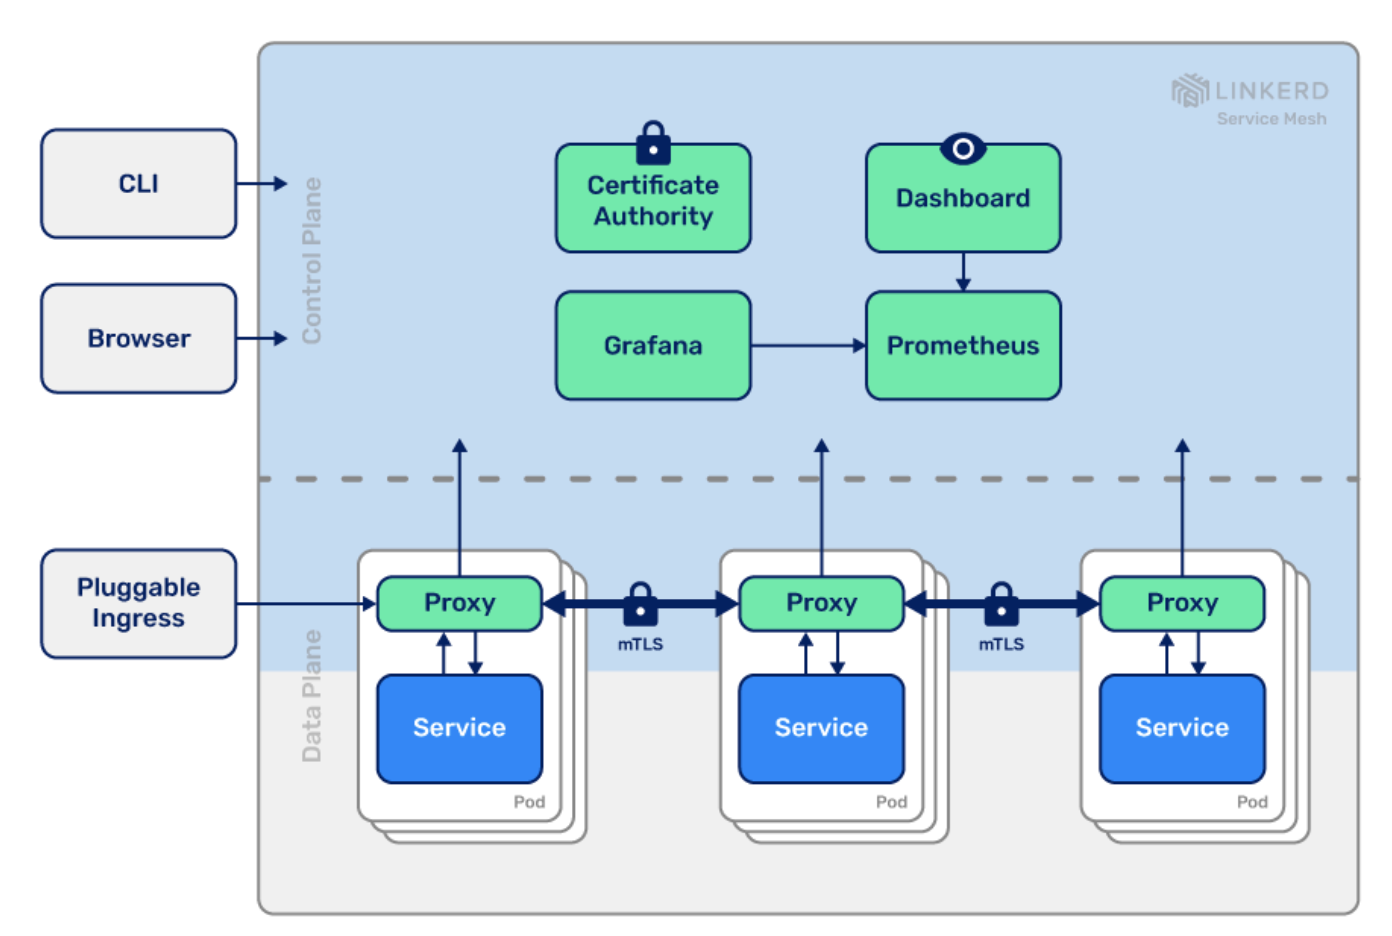 LINKERD
Service Mesh
CLI
Control Plane
Certificate
Authority
Dashboard
Browser
Grafana
Prometheus
Pluggable
Ingress
Proxy
mTLS
Proxy
mTLS
Proxy
Data Plane
Service
Service
Service
Pod
Pod
Pod